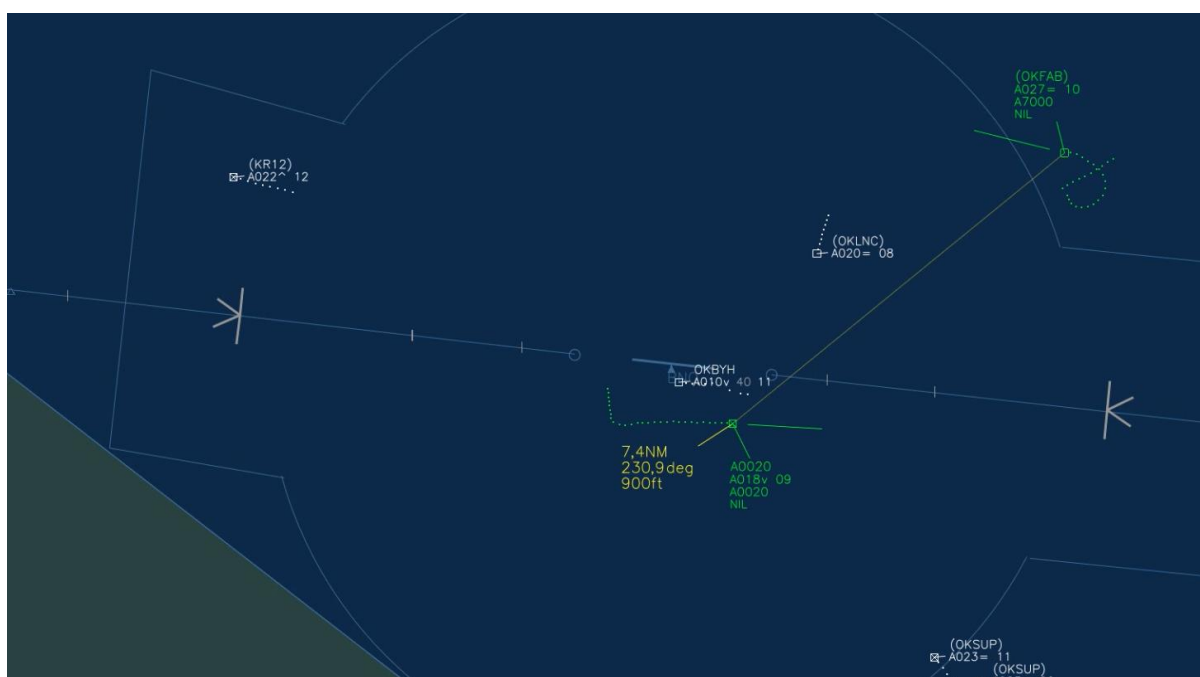 (OKFAB)
A027= 10
A7000
NIL
(KR12)
A022^ 12
(OKLNC)
A020= 08
OKBYH
A010v 40 11
7,4NM
230,9deg
900ft
A0020
A018v 09
A0020
NIL
(OKSUP)
A023= 11
(OKSUP)